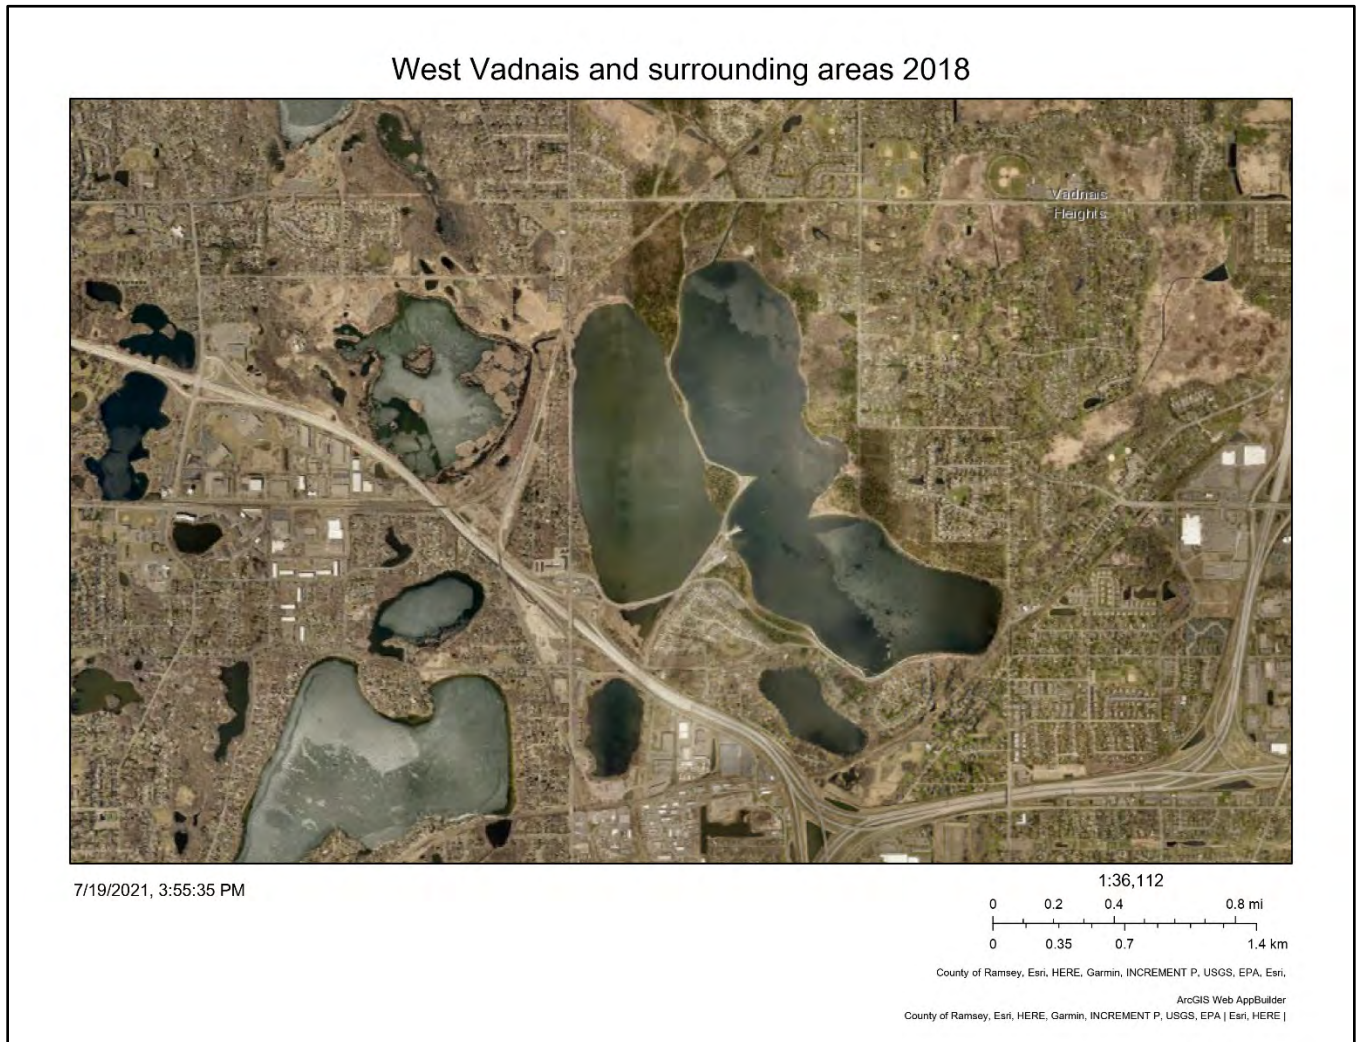 West Vadnais and surrounding areas 2018
Vadnais
Heights
7/19/2021, 3:55:35 PM
1:36,112
0 0.2 0.4 0.8 mi
0 0.35 0.7 1.4 km
County of Ramsey, Esri, HERE, Garmin, INCREMENT P, USGS, EPA, Esri,
ArcGIS Web AppBuilder
County of Ramsey, Esri, HERE, Garmin, INCREMENT P, USGS, EPA | Esri, HERE |